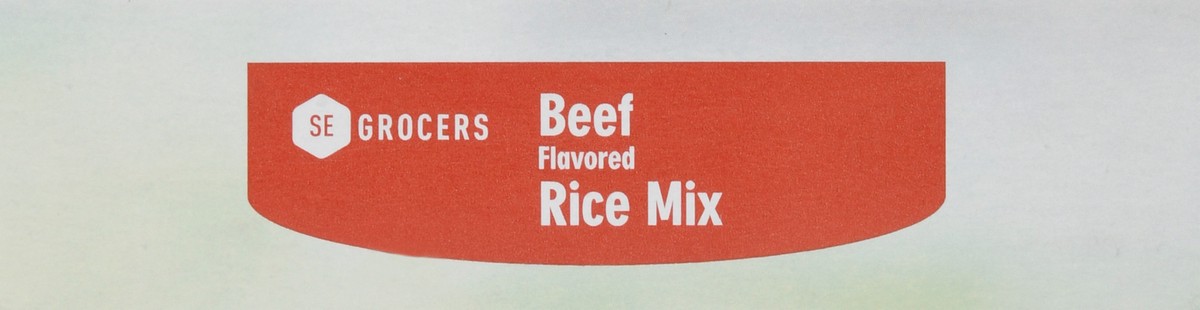 SE GROCERS
Beef
Flavored
Rice Mix